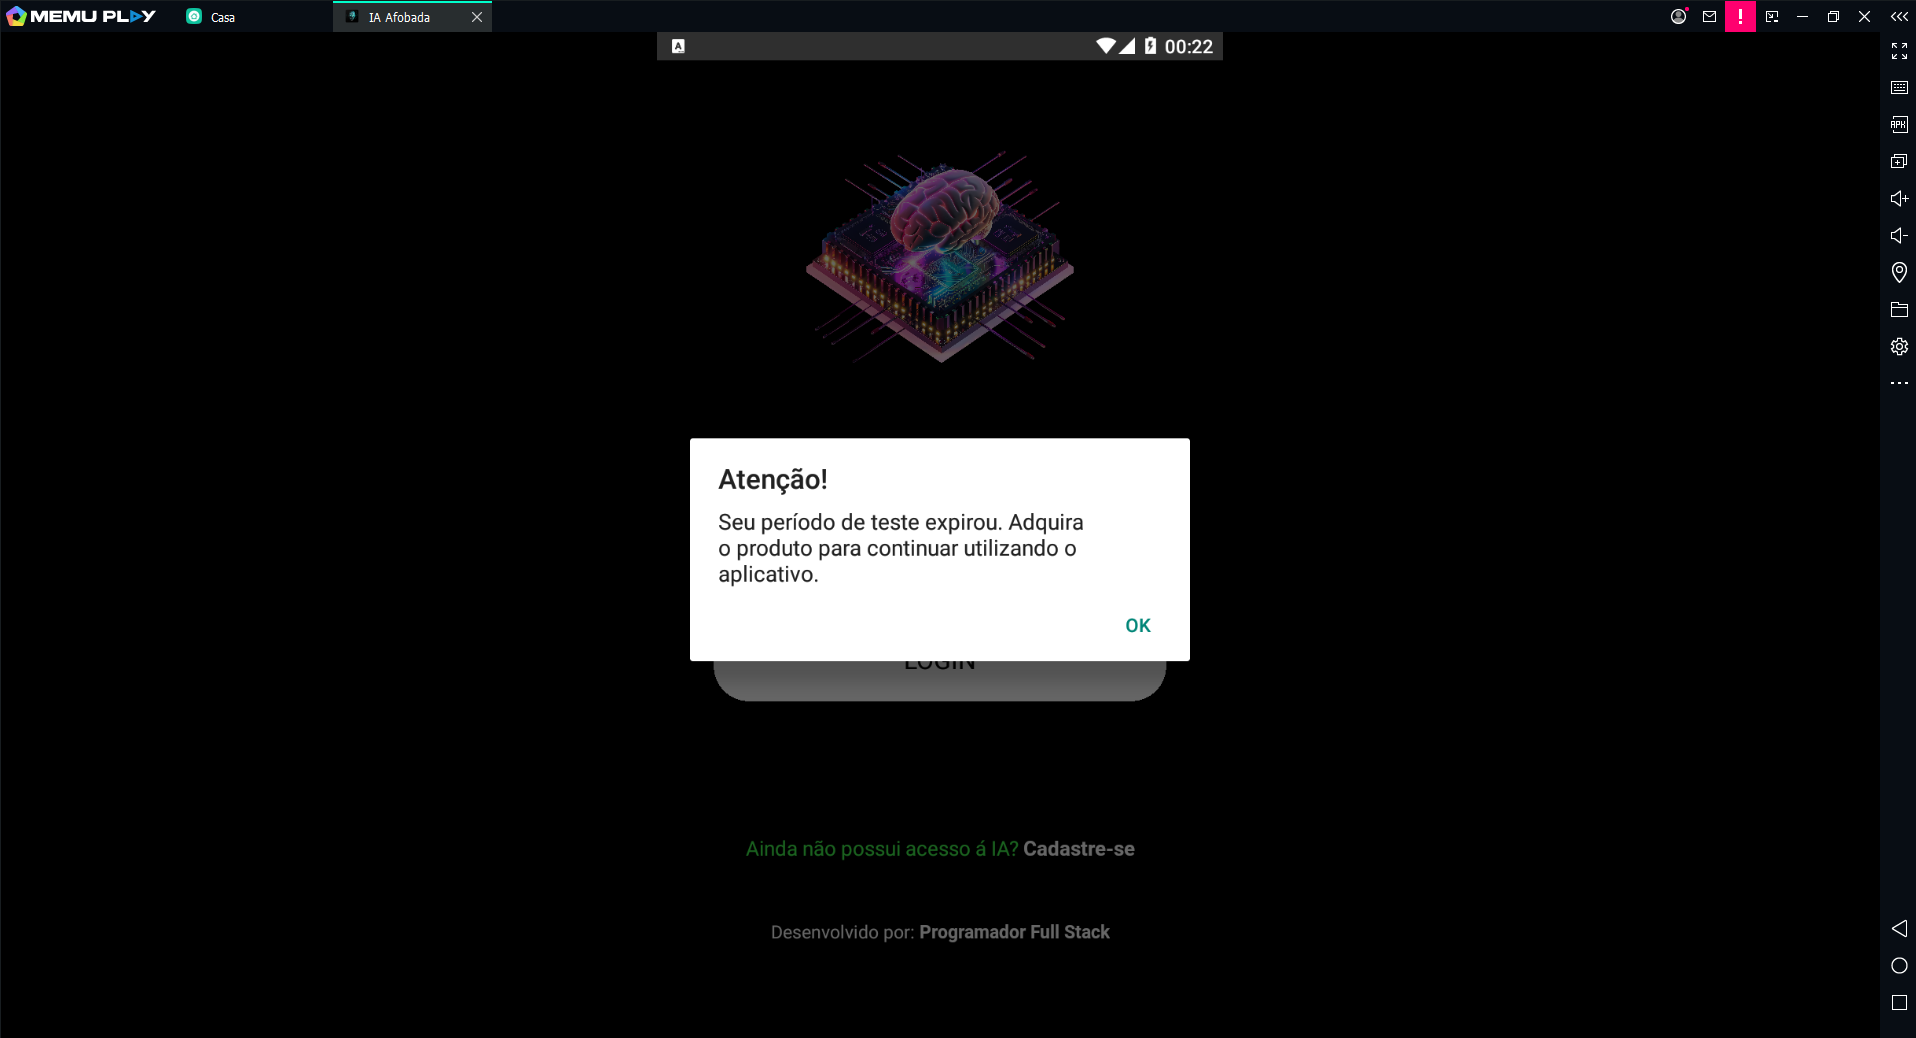 MEMU PLAY
Casa
IA Afobada
00:22
APK
Atenção!
Seu período de teste expirou. Adquira
o produto para continuar utilizando o
aplicativo.
OK
LOGIN
Ainda não possui acesso á IA? Cadastre-se
Desenvolvido por: Programador Full Stack